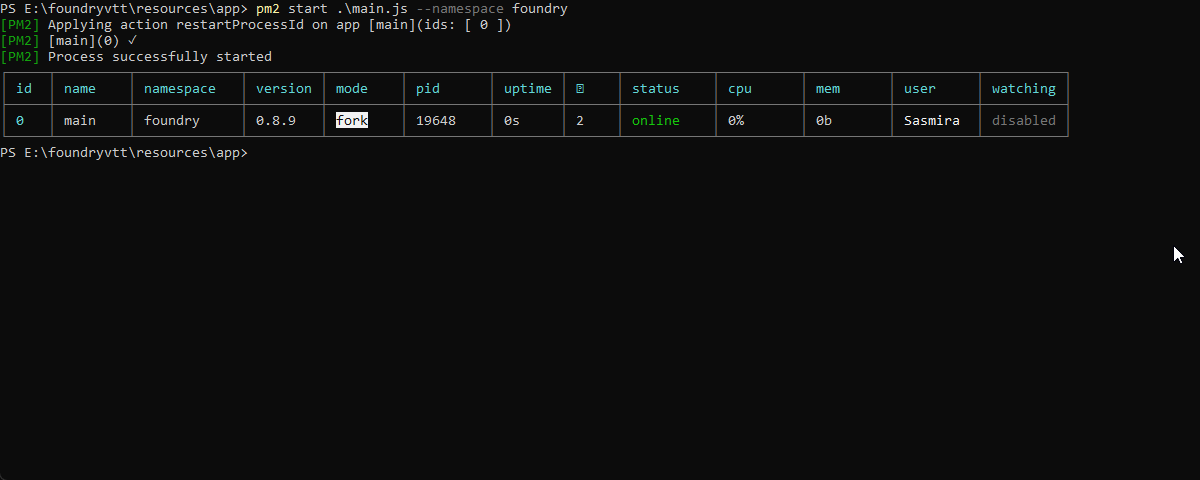 PS E:\foundryvtt\resources\app> pm2 start .\main.js --namespace foundry
[PM2] Applying action restartProcessId on app [main](ids: [ 0 ])
[PM2] [main](0) ✓
[PM2] Process successfully started
id name namespace version mode pid uptime status cpu mem user watching
0 main foundry 0.8.9 fork 19648 0s 2 online 0% 0b Sasmira disabled
PS E:\foundryvtt\resources\app>